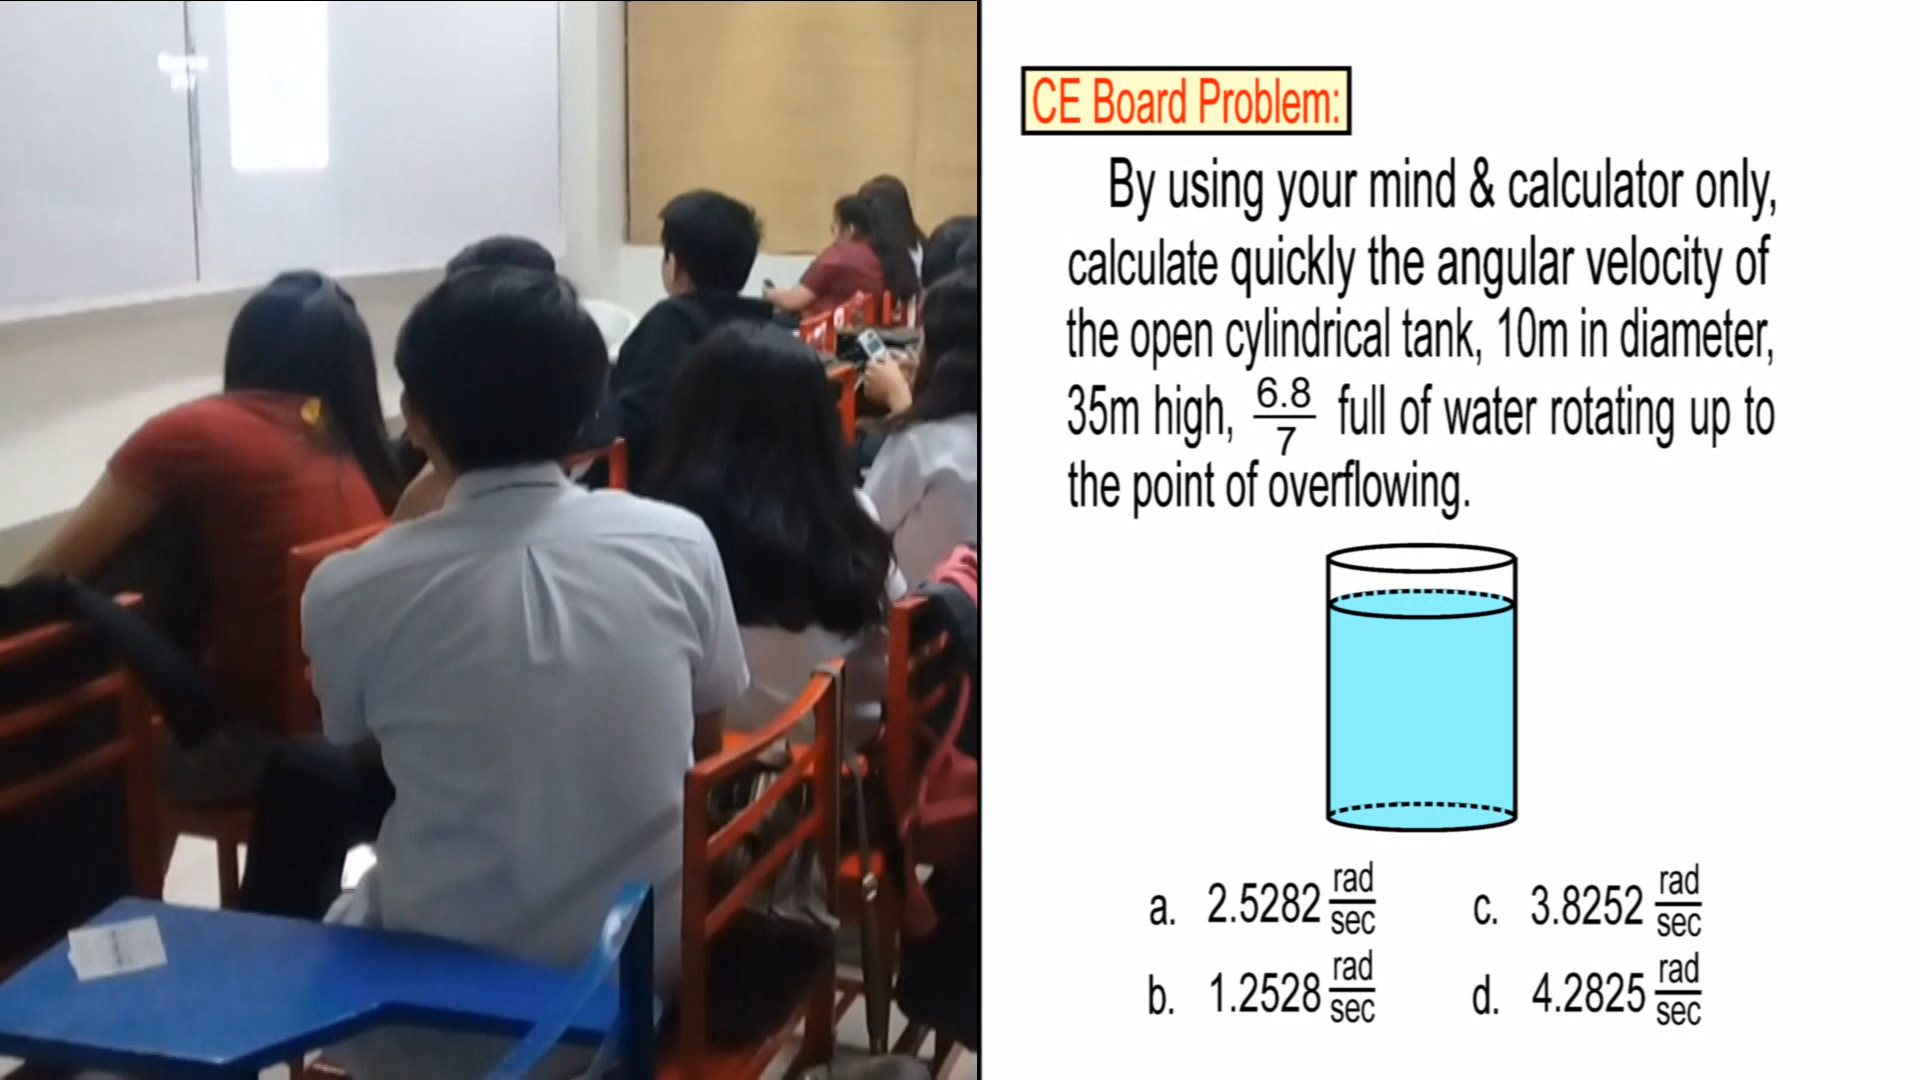 CE Board Problem:
By using your mind & calculator only,
calculate quickly the angular velocity of
the open cylindrical tank, 10m in diameter,
35m high, 6.8/7 full of water rotating up to
the point of overflowing.
a. 2.5282 rad/sec
c. 3.8252 rad/sec
b. 1.2528 rad/sec
d. 4.2825 rad/sec